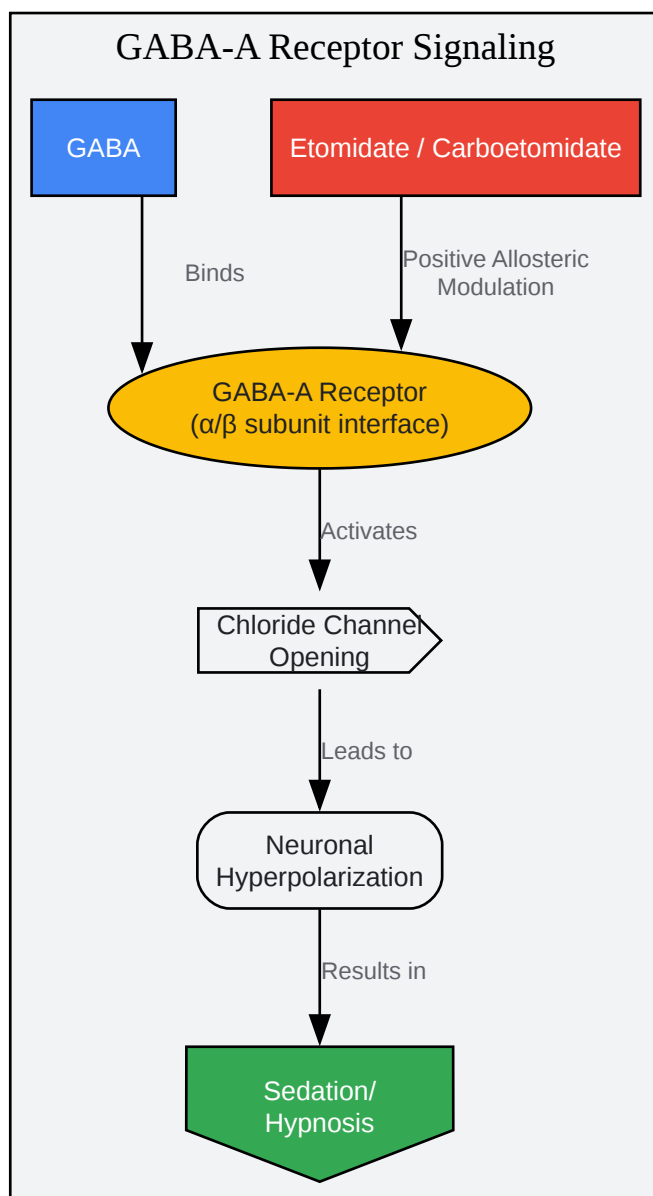 GABA-A Receptor Signaling
GABA
Etomidate / Carboetomidate
Binds
Positive Allosteric
Modulation
GABA-A Receptor
(α/β subunit interface)
Activates
Chloride Channel
Opening
Leads to
Neuronal
Hyperpolarization
Results in
Sedation/
Hypnosis